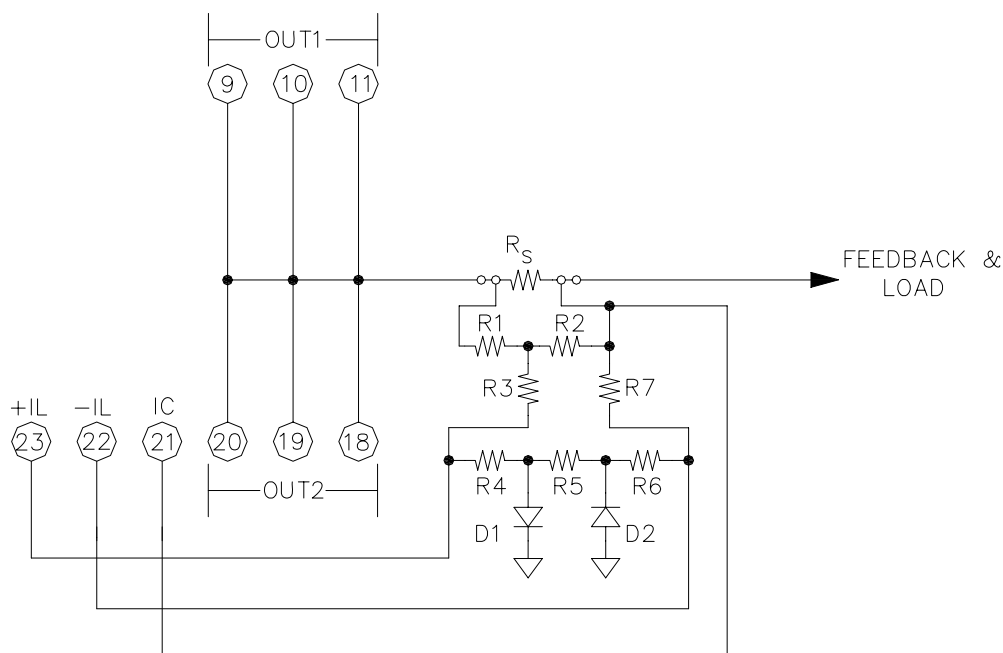 OUT1
9 10 11
R_S
FEEDBACK &
LOAD
R1 R2
R3 R7
+IL -IL IC
23 22 21 20 19 18
R4 R5 R6
OUT2
D1 D2